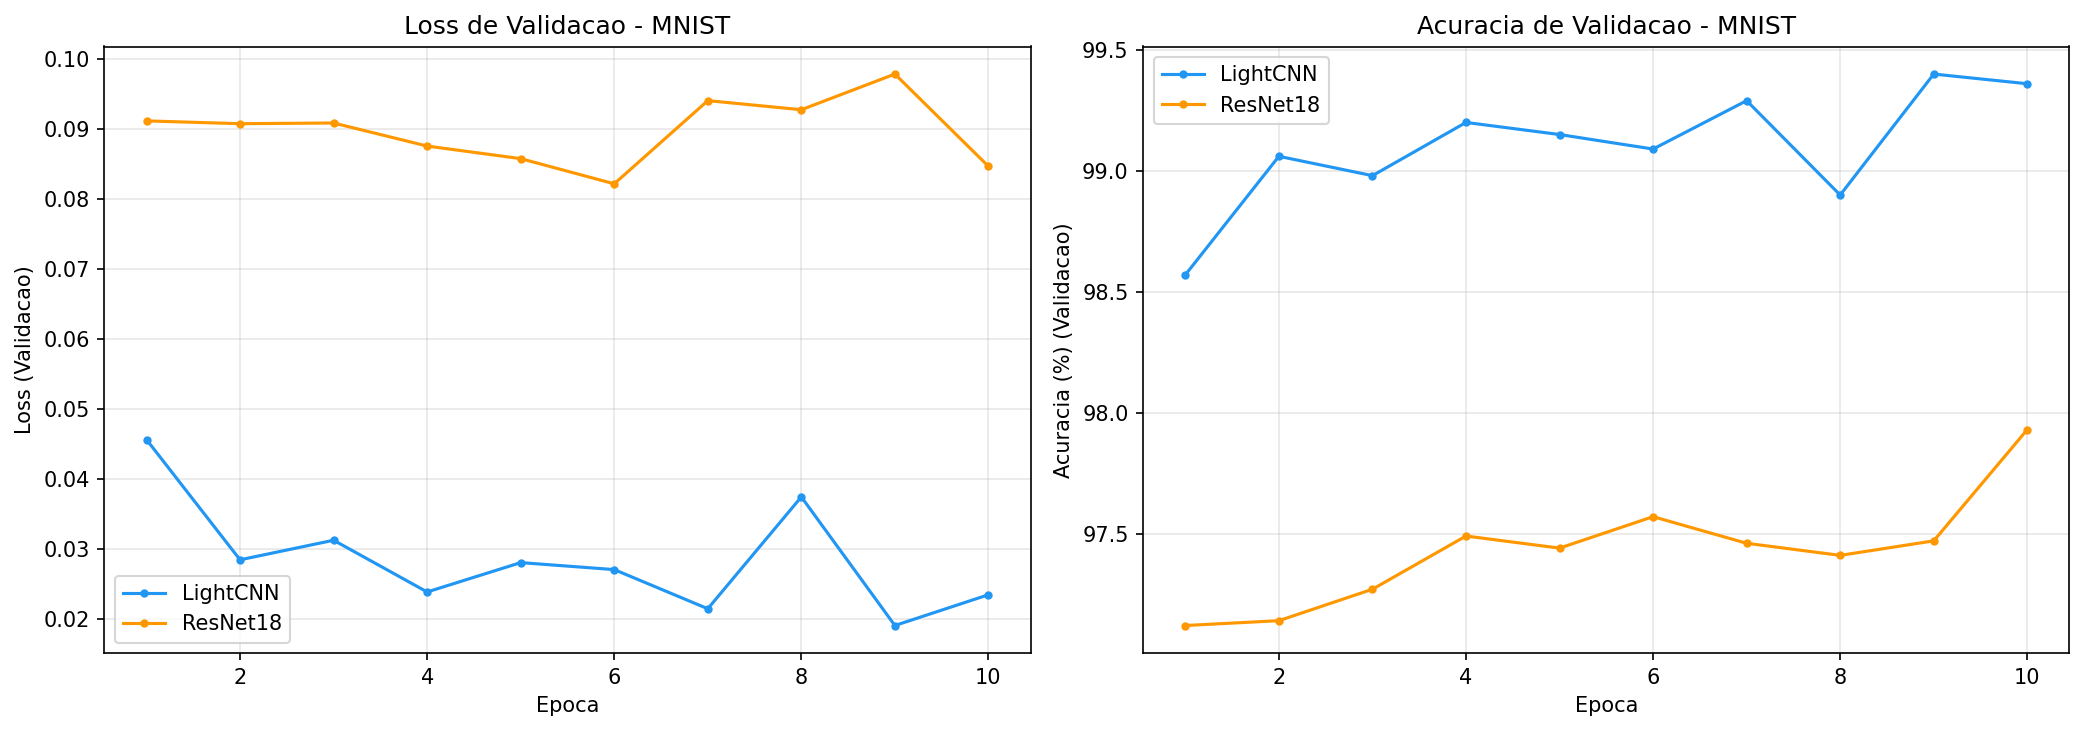 Loss de Validacao - MNIST
Loss (Validacao)
0.10
0.09
0.08
0.07
0.06
0.05
0.04
0.03
0.02
LightCNN
ResNet18
2 4 6 8 10
Epoca
Acuracia de Validacao - MNIST
Acuracia (%) (Validacao)
99.5
99.0
98.5
98.0
97.5
LightCNN
ResNet18
2 4 6 8 10
Epoca